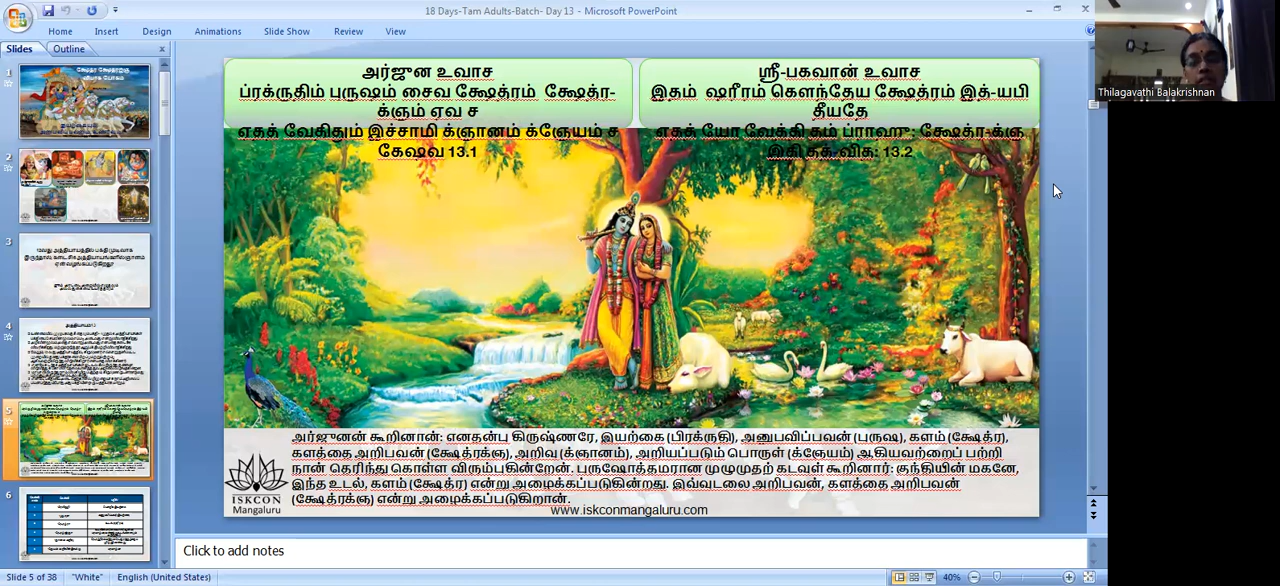 18 Days-Tam Adults-Batch- Day 13 - Microsoft PowerPoint
Home Insert Design Animations Slide Show Review View
Slides Outline
Thilagavathi Balakrishnan
அர்ஜுன உவாச
ப்ரக்ருதிம் புருஷம் சைவ க்ஷேத்ரம் க்ஷேத்ர-
க்ஞம் ஏவ ச
ஏதத் வேதிதும் இச்சாமி க்ஞானம் க்ஞேயம் ச
கேஷவ 13.1
ஸ்ரீ-பகவான் உவாச
இதம் ஷரீரம் கௌந்தேய க்ஷேத்ரம் இத்-யபி
தீயதே
ஏதத் யோ வேத்தி தம் ப்ராஹு: க்ஷேத்ர-க்ஞ
இதி தத்-வித: 13.2
அர்ஜுனன் கூறினான்: எனதன்பு கிருஷ்ணரே, இயற்கை (பிரக்ருதி), அனுபவிப்பவன் (புருஷ), களம் (க்ஷேத்ர),
களத்தை அறிபவன் (க்ஷேத்ரக்ஞ), அறிவு (க்ஞானம்), அறியப்படும் பொருள் (க்ஞேயம்) ஆகியவற்றைப் பற்றி
நான் தெரிந்து கொள்ள விரும்புகின்றேன். புருஷோத்தமரான முழுமுதற் கடவுள் கூறினார்: குந்தியின் மகனே,
இந்த உடல், களம் (க்ஷேத்ர) என்று அழைக்கப்படுகின்றது. இவ்வுடலை அறிபவன், களத்தை அறிபவன்
(க்ஷேத்ரக்ஞ) என்று அழைக்கப்படுகிறான்.
ISKCON
Mangaluru
www.iskconmangaluru.com
1
2
3
4
5
6
Click to add notes
Slide 5 of 38 "White" English (United States) 40%